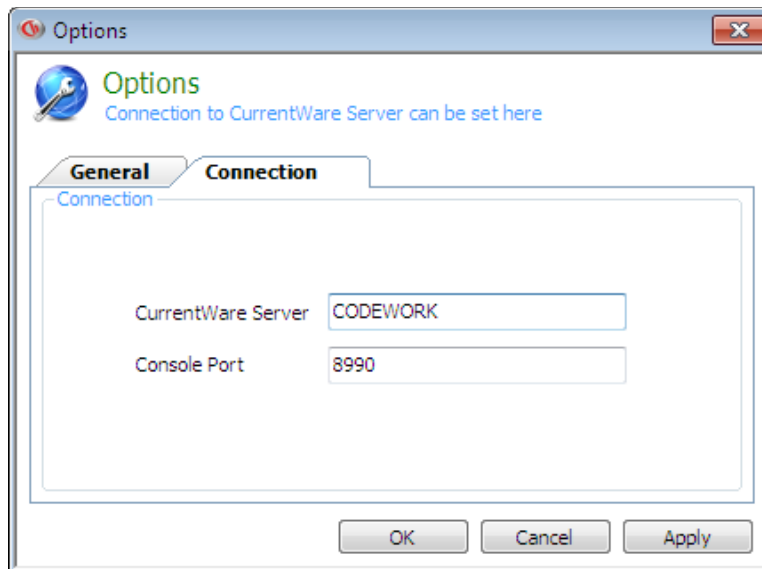 Options
Options
Connection to CurrentWare Server can be set here
General Connection
Connection
CurrentWare Server CODEWORK
Console Port 8990
OK Cancel Apply